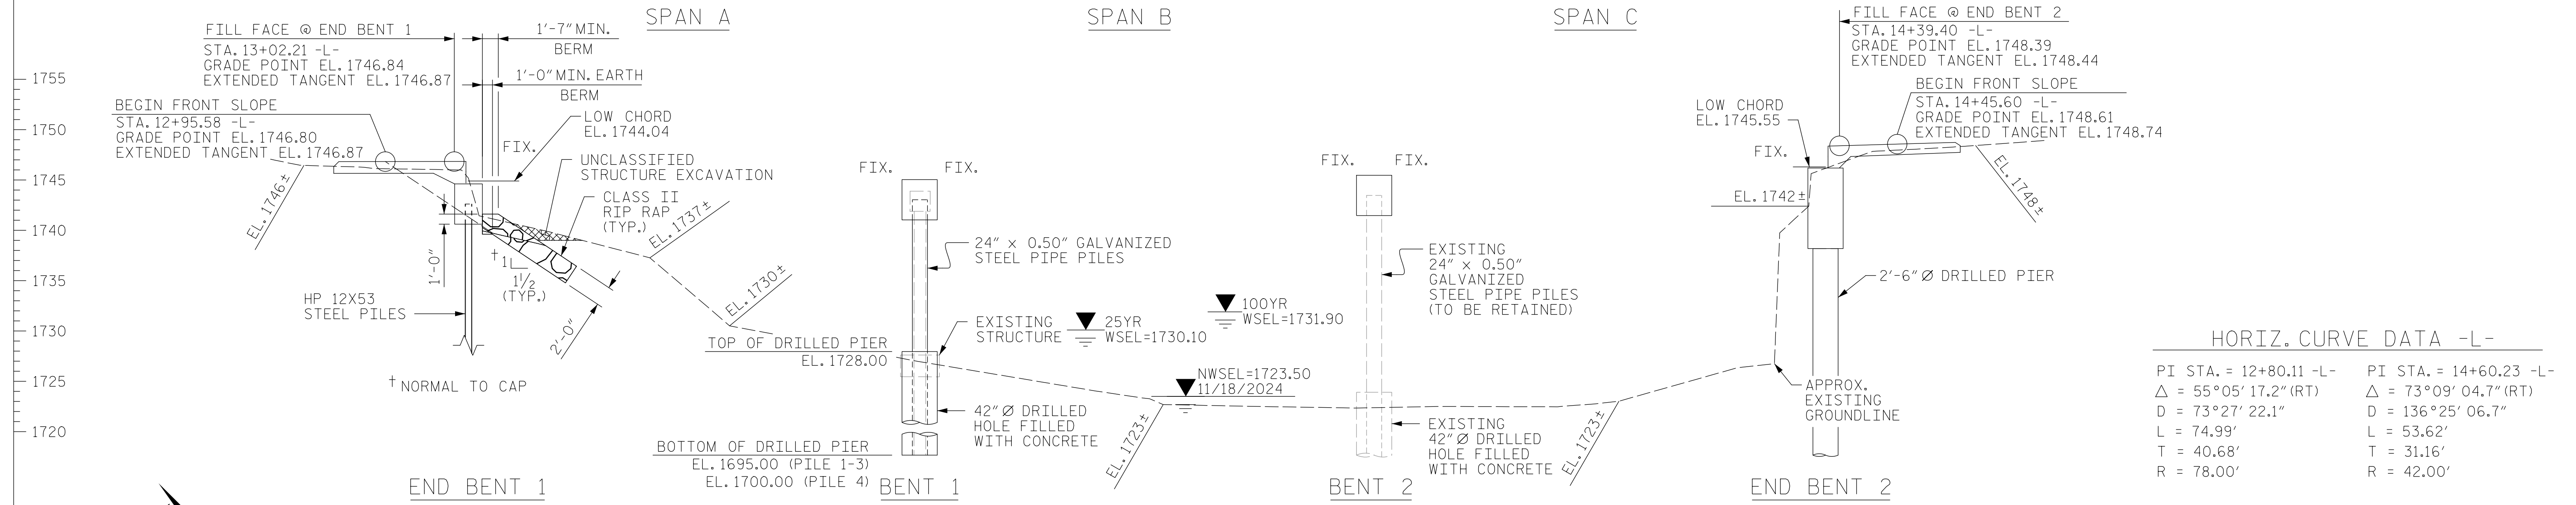 SPAN A
SPAN B
SPAN C
FILL FACE @ END BENT 1
STA. 13+02.21 -L-
GRADE POINT EL. 1746.84
EXTENDED TANGENT EL. 1746.87
1'-7" MIN.
BERM
1'-0" MIN. EARTH
BERM
BEGIN FRONT SLOPE
STA. 12+95.58 -L-
GRADE POINT EL. 1746.80
EXTENDED TANGENT EL. 1746.87
LOW CHORD
EL. 1744.04
FIX.
UNCLASSIFIED
STRUCTURE EXCAVATION
CLASS II
RIP RAP
(TYP.)
EL. 1746±
EL. 1737±
EL. 1730±
1'-0"
† 1
1 1/2
(TYP.)
2'-0"
HP 12X53
STEEL PILES
† NORMAL TO CAP
1755
1750
1745
1740
1735
1730
1725
1720
END BENT 1
FIX.
FIX.
24" x 0.50" GALVANIZED
STEEL PIPE PILES
EXISTING
STRUCTURE
25YR
WSEL=1730.10
100YR
WSEL=1731.90
TOP OF DRILLED PIER
EL. 1728.00
NWSEL=1723.50
11/18/2024
42" Ø DRILLED
HOLE FILLED
WITH CONCRETE
BOTTOM OF DRILLED PIER
EL. 1695.00 (PILE 1-3)
EL. 1700.00 (PILE 4)
BENT 1
EL. 1723±
FIX.
FIX.
EXISTING
24" x 0.50"
GALVANIZED
STEEL PIPE PILES
(TO BE RETAINED)
EXISTING
42" Ø DRILLED
HOLE FILLED
WITH CONCRETE
BENT 2
EL. 1723±
FILL FACE @ END BENT 2
STA. 14+39.40 -L-
GRADE POINT EL. 1748.39
EXTENDED TANGENT EL. 1748.44
BEGIN FRONT SLOPE
STA. 14+45.60 -L-
GRADE POINT EL. 1748.61
EXTENDED TANGENT EL. 1748.74
LOW CHORD
EL. 1745.55
FIX.
EL. 1742±
EL. 1748±
2'-6" Ø DRILLED PIER
APPROX.
EXISTING
GROUNDLINE
END BENT 2
HORIZ. CURVE DATA -L-
PI STA. = 12+80.11 -L-
Δ = 55°05' 17.2" (RT)
D = 73°27' 22.1"
L = 74.99'
T = 40.68'
R = 78.00'
PI STA. = 14+60.23 -L-
Δ = 73°09' 04.7" (RT)
D = 136°25' 06.7"
L = 53.62'
T = 31.16'
R = 42.00'